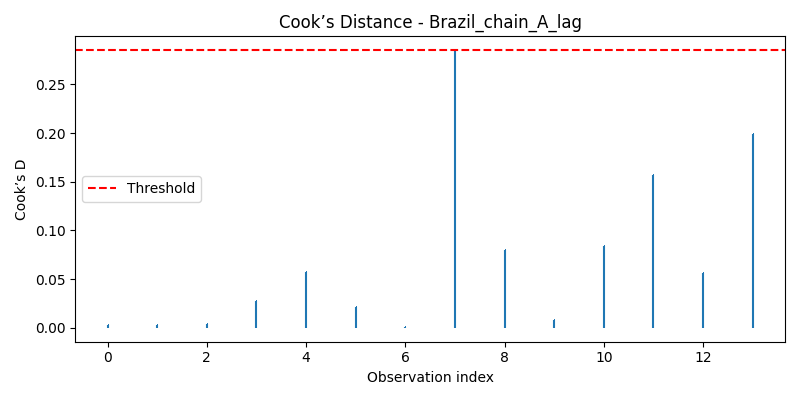 Cook’s Distance - Brazil_chain_A_lag
Cook’s D
0.25
0.20
0.15
0.10
0.05
0.00
Threshold
0 2 4 6 8 10 12
Observation index